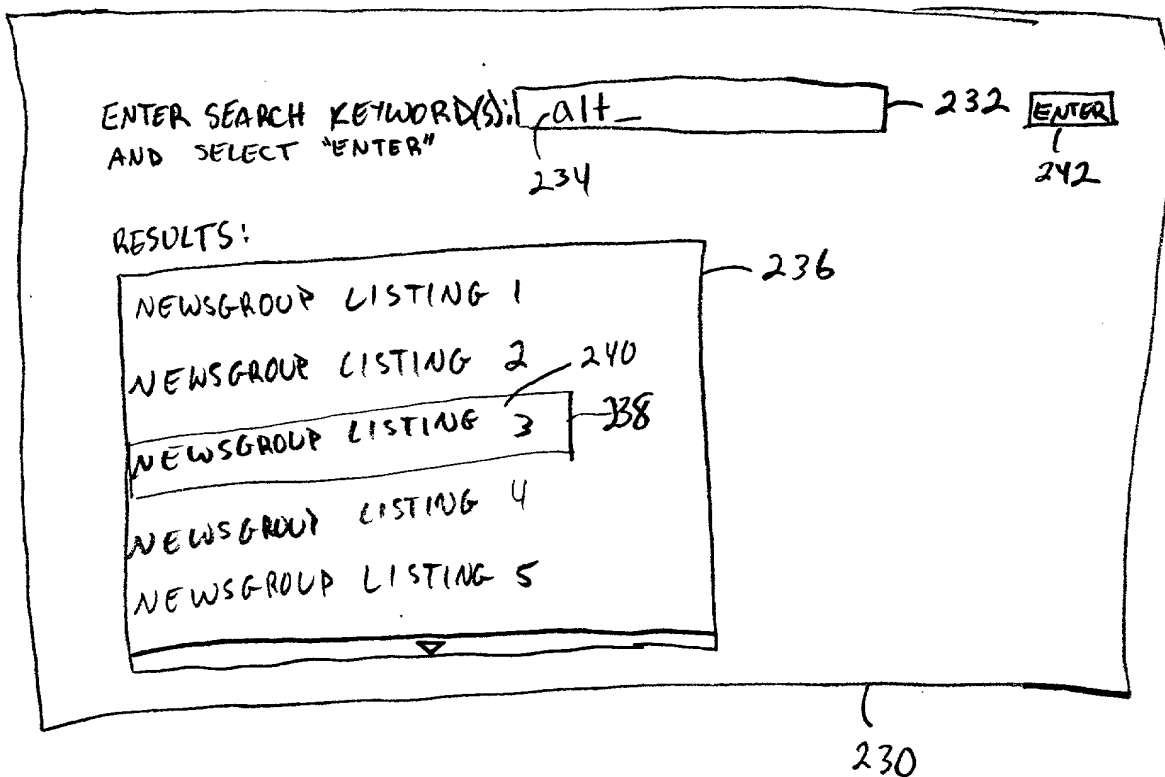 ENTER SEARCH KEYWORD(S): alt_ 232 ENTER
AND SELECT "ENTER" 234 242
RESULTS:
236
NEWSGROUP LISTING 1
NEWSGROUP LISTING 2 240
NEWSGROUP LISTING 3 238
NEWSGROUP LISTING 4
NEWSGROUP LISTING 5
230